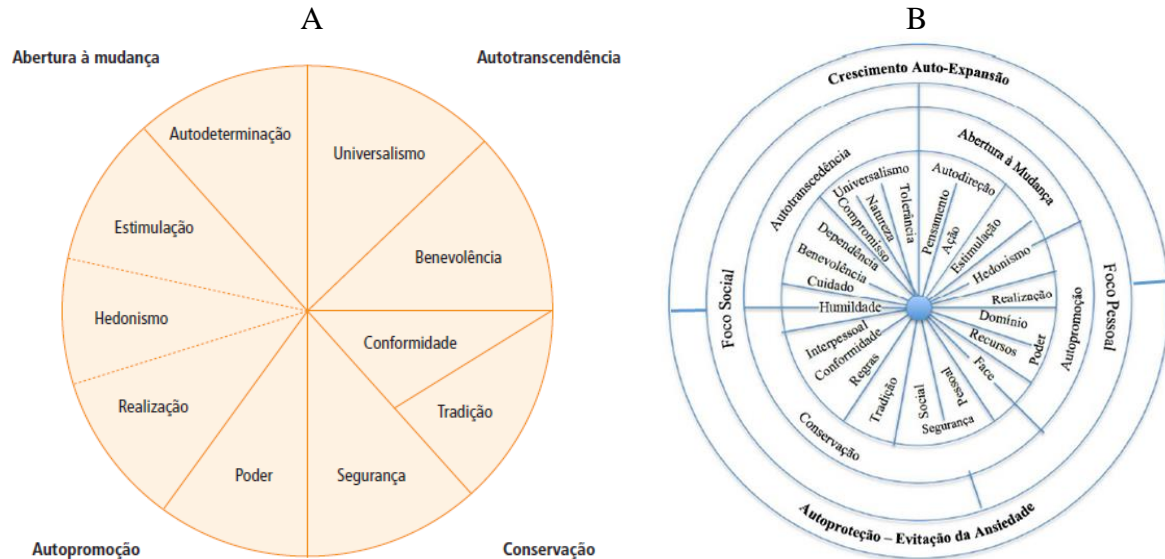 A
Abertura à mudança
Autotranscendência
Autodeterminação
Universalismo
Estimulação
Benevolência
Hedonismo
Conformidade
Realização
Tradição
Poder
Segurança
Autopromoção
Conservação
B
Crescimento Auto-Expansão
Autotranscedência
Abertura à Mudança
Foco Social
Foco Pessoal
Autopromoção
Conservação
Autoproteção – Evitação da Ansiedade
Universalismo
Tolerância
Natureza
Compromisso
Dependência
Benevolência
Cuidado
Humildade
Interpessoal
Conformidade
Regras
Tradição
Social
Segurança
Pessoal
Face
Poder
Recursos
Domínio
Realização
Hedonismo
Estimulação
Ação
Pensamento
Autodireção